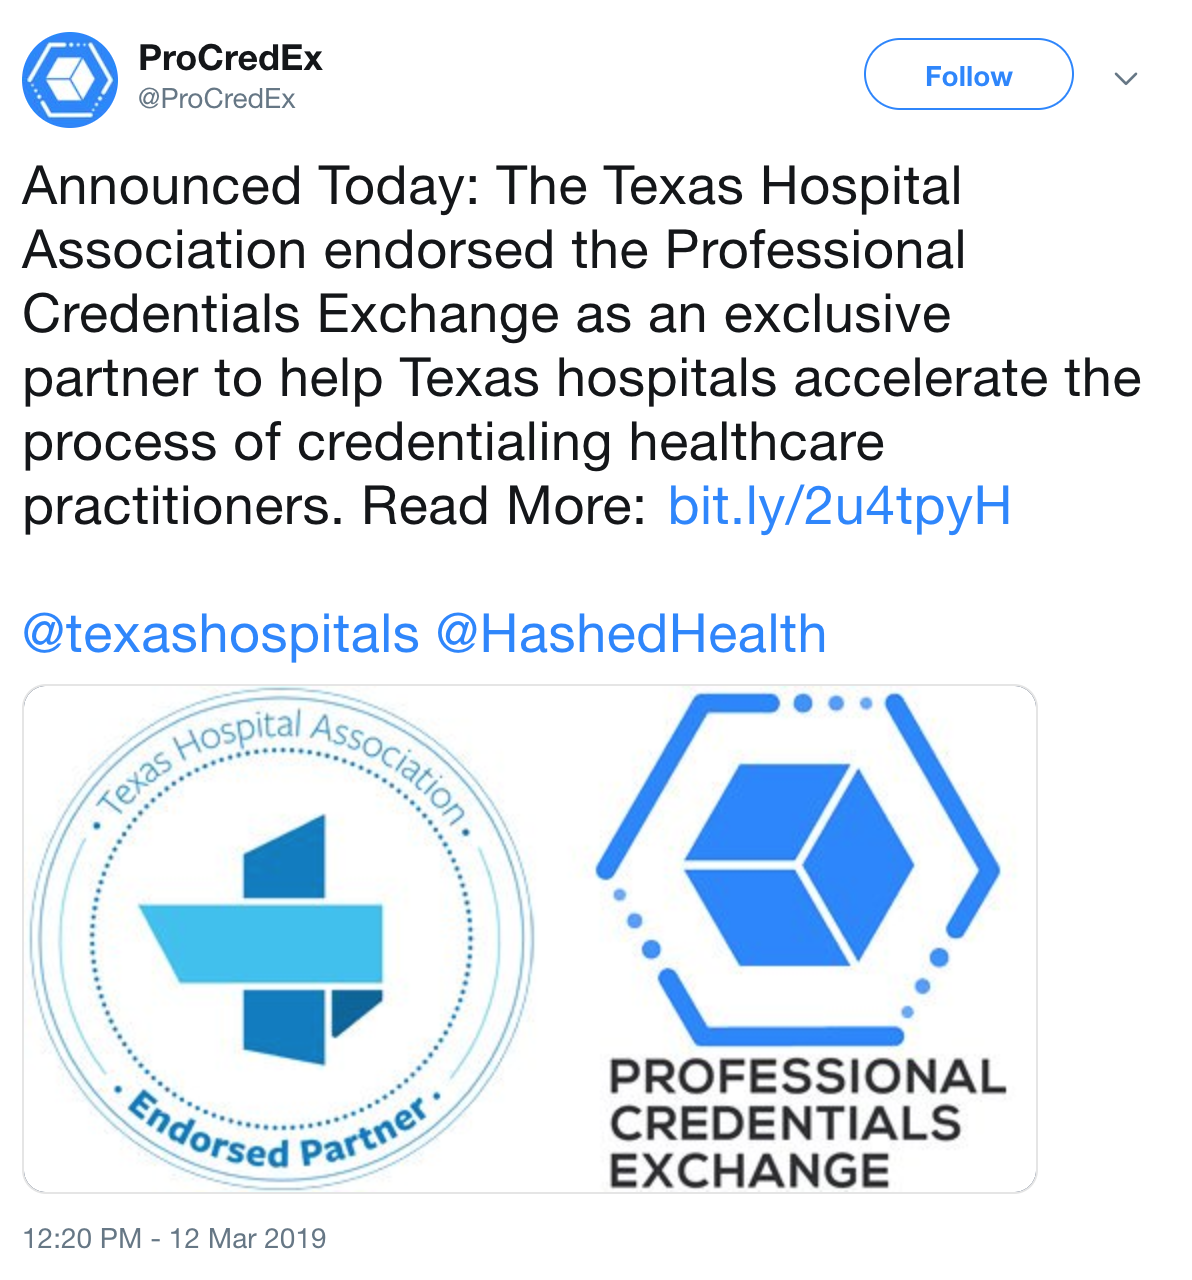 ProCredEx
@ProCredEx
Follow
Announced Today: The Texas Hospital
Association endorsed the Professional
Credentials Exchange as an exclusive
partner to help Texas hospitals accelerate the
process of credentialing healthcare
practitioners. Read More: bit.ly/2u4tpyH
@texashospitals @HashedHealth
• Texas Hospital Association •
• Endorsed Partner •
PROFESSIONAL
CREDENTIALS
EXCHANGE
12:20 PM - 12 Mar 2019